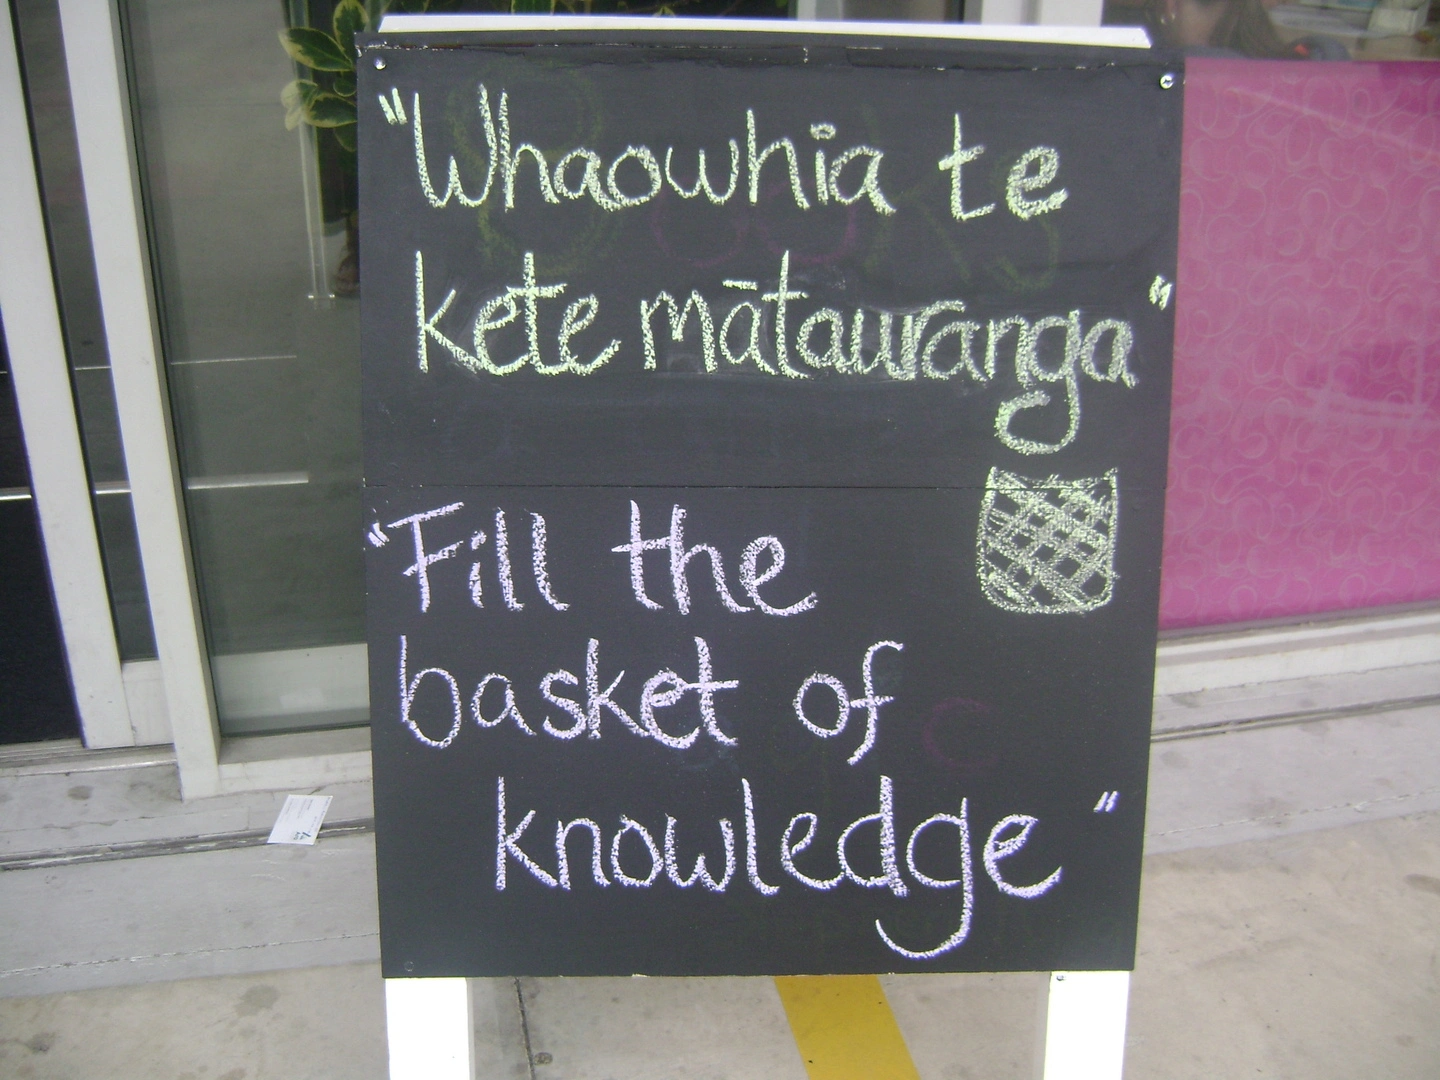 "Whaowhia te
kete mātauranga"
"Fill the
basket of
knowledge"